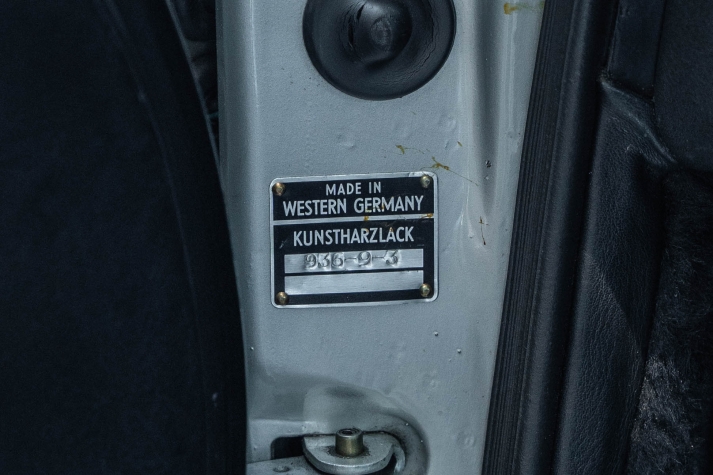 MADE IN
WESTERN GERMANY
KUNSTHARZLACK
936-9-3